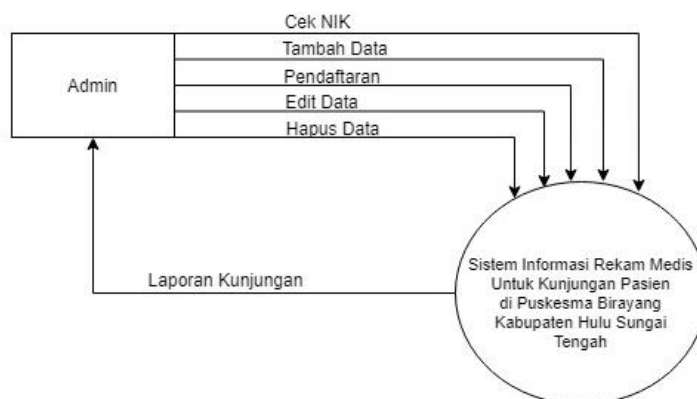 Cek NIK
Tambah Data
Pendaftaran
Edit Data
Hapus Data
Admin
Laporan Kunjungan
Sistem Informasi Rekam Medis
Untuk Kunjungan Pasien
di Puskesma Birayang
Kabupaten Hulu Sungai
Tengah